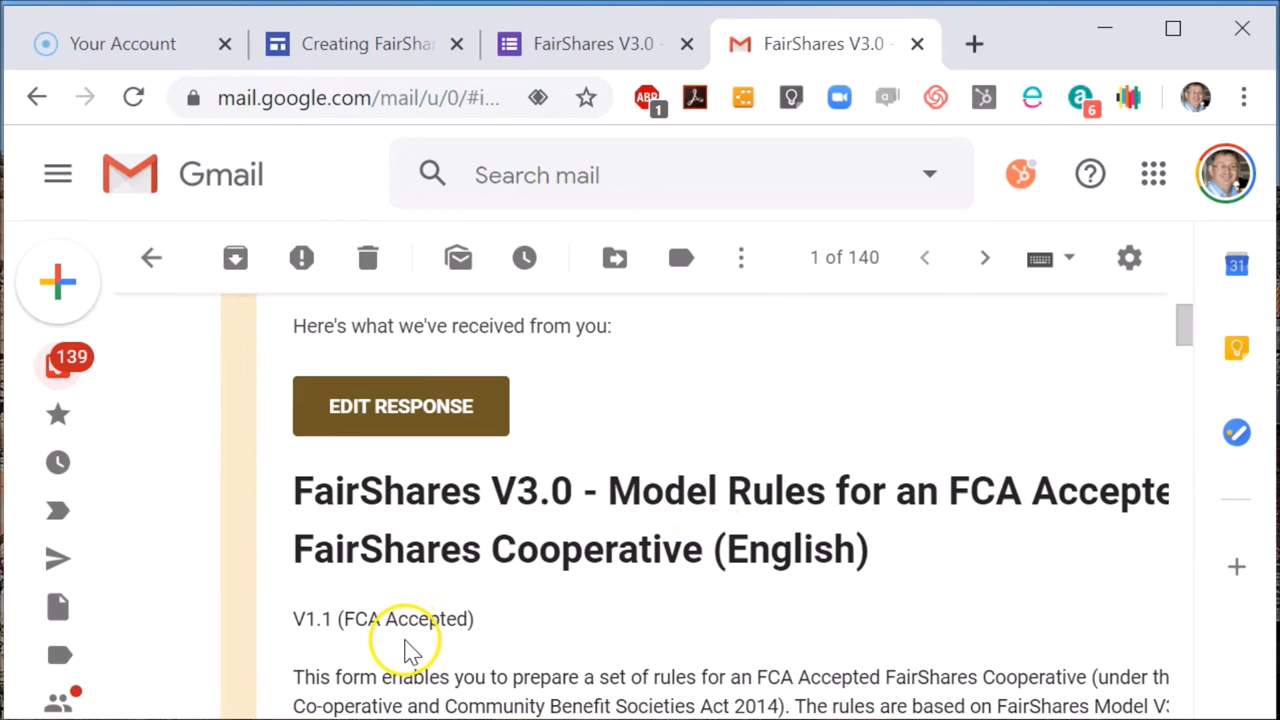 Your Account
Creating FairShar
FairShares V3.0 -
FairShares V3.0 -
mail.google.com/mail/u/0/#i...
ABP
1
a
6
Gmail
Search mail
1 of 140
31
139
Here's what we've received from you:
EDIT RESPONSE
FairShares V3.0 - Model Rules for an FCA Accepte
FairShares Cooperative (English)
V1.1 (FCA Accepted)
This form enables you to prepare a set of rules for an FCA Accepted FairShares Cooperative (under th
Co-operative and Community Benefit Societies Act 2014). The rules are based on FairShares Model V3